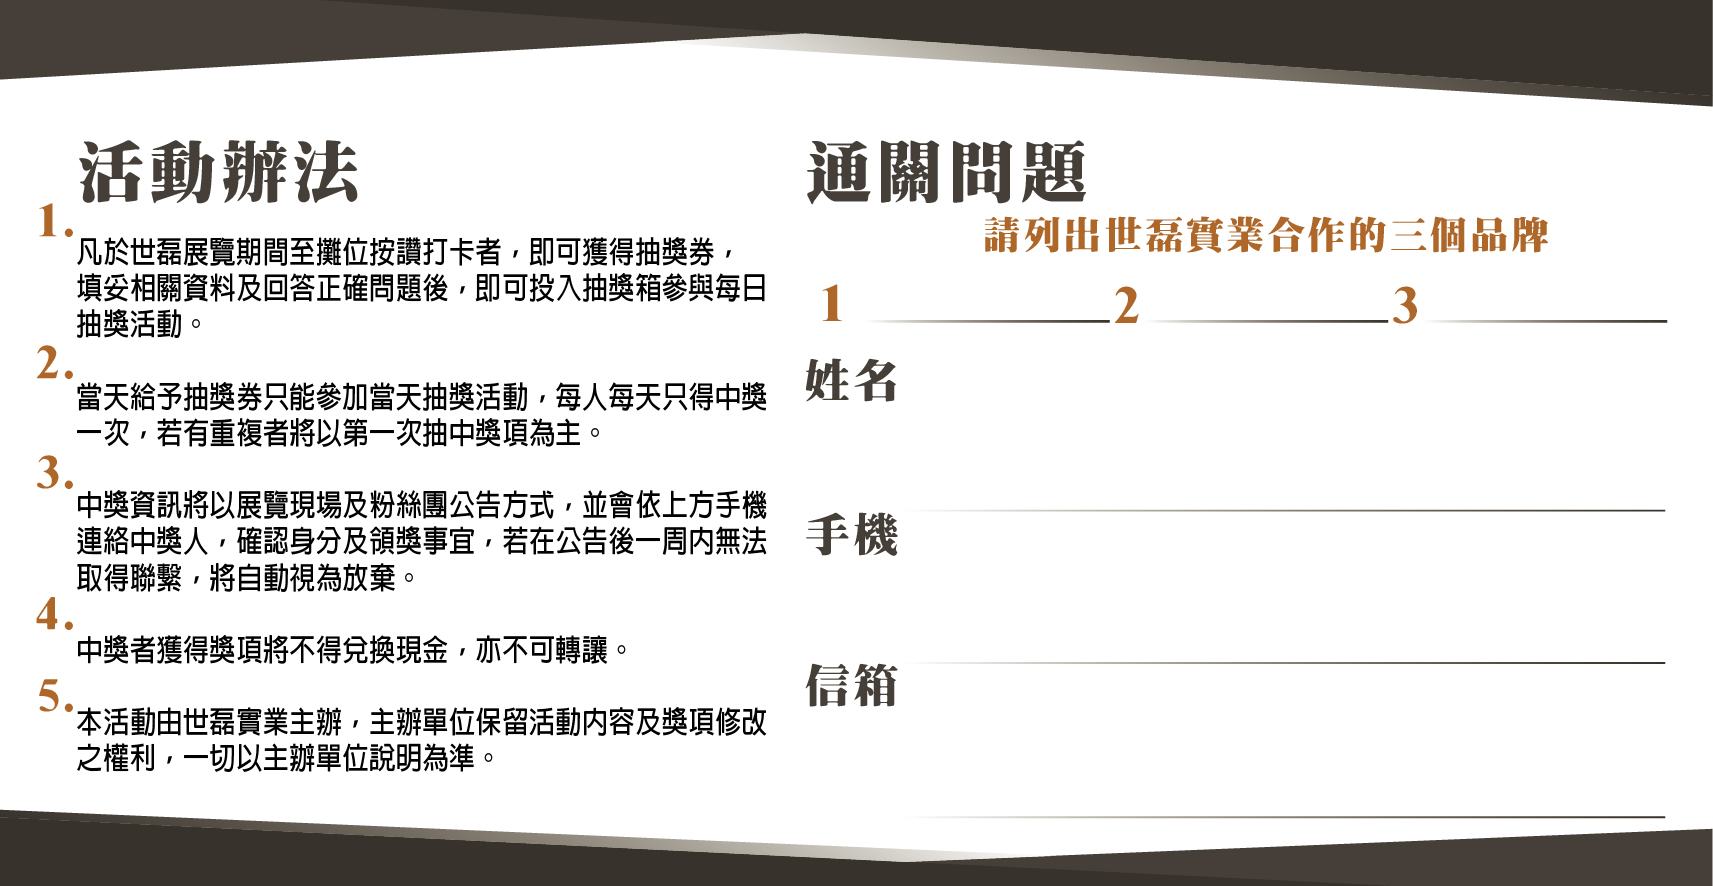 活動辦法
1.
凡於世磊展覽期間至攤位按讚打卡者，即可獲得抽獎券，
填妥相關資料及回答正確問題後，即可投入抽獎箱參與每日
抽獎活動。
2.
當天給予抽獎券只能參加當天抽獎活動，每人每天只得中獎
一次，若有重複者將以第一次抽中獎項為主。
3.
中獎資訊將以展覽現場及粉絲團公告方式，並會依上方手機
連絡中獎人，確認身分及領獎事宜，若在公告後一周內無法
取得聯繫，將自動視為放棄。
4.
中獎者獲得獎項將不得兌換現金，亦不可轉讓。
5.
本活動由世磊實業主辦，主辦單位保留活動內容及獎項修改
之權利，一切以主辦單位說明為準。
通關問題
請列出世磊實業合作的三個品牌
1 2 3
姓名
手機
信箱